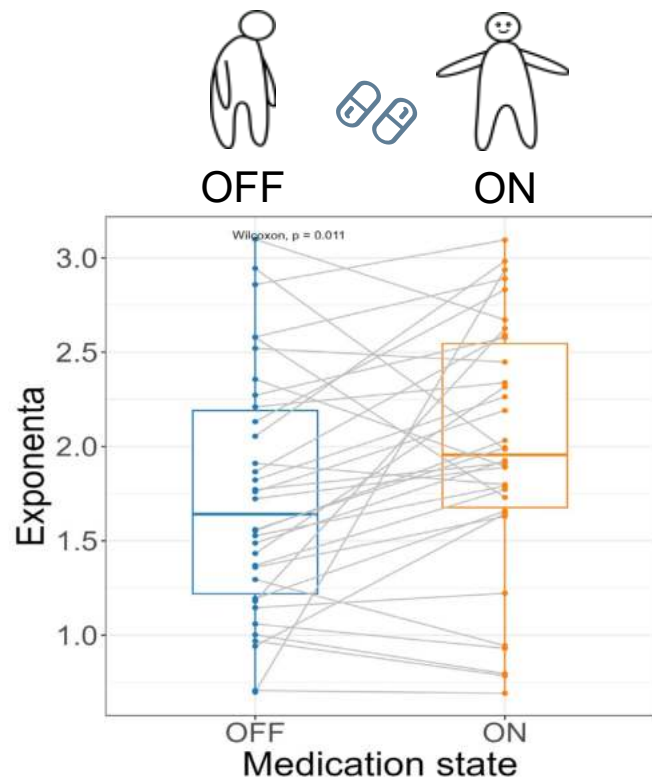 OFF ON
Wilcoxon, p = 0.011
3.0
2.5
2.0
1.5
1.0
Exponenta
OFF ON
Medication state